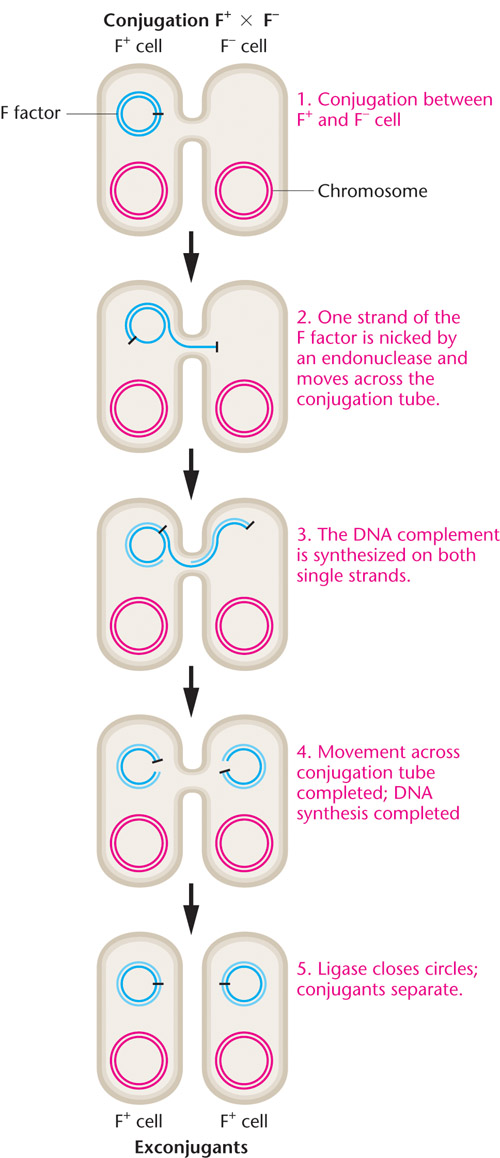 Conjugation F⁺ × F⁻
F⁺ cell
F⁻ cell
F factor
1. Conjugation between
F⁺ and F⁻ cell
Chromosome
2. One strand of the
F factor is nicked by
an endonuclease and
moves across the
conjugation tube.
3. The DNA complement
is synthesized on both
single strands.
4. Movement across
conjugation tube
completed; DNA
synthesis completed
5. Ligase closes circles;
conjugants separate.
F⁺ cell
F⁺ cell
Exconjugants